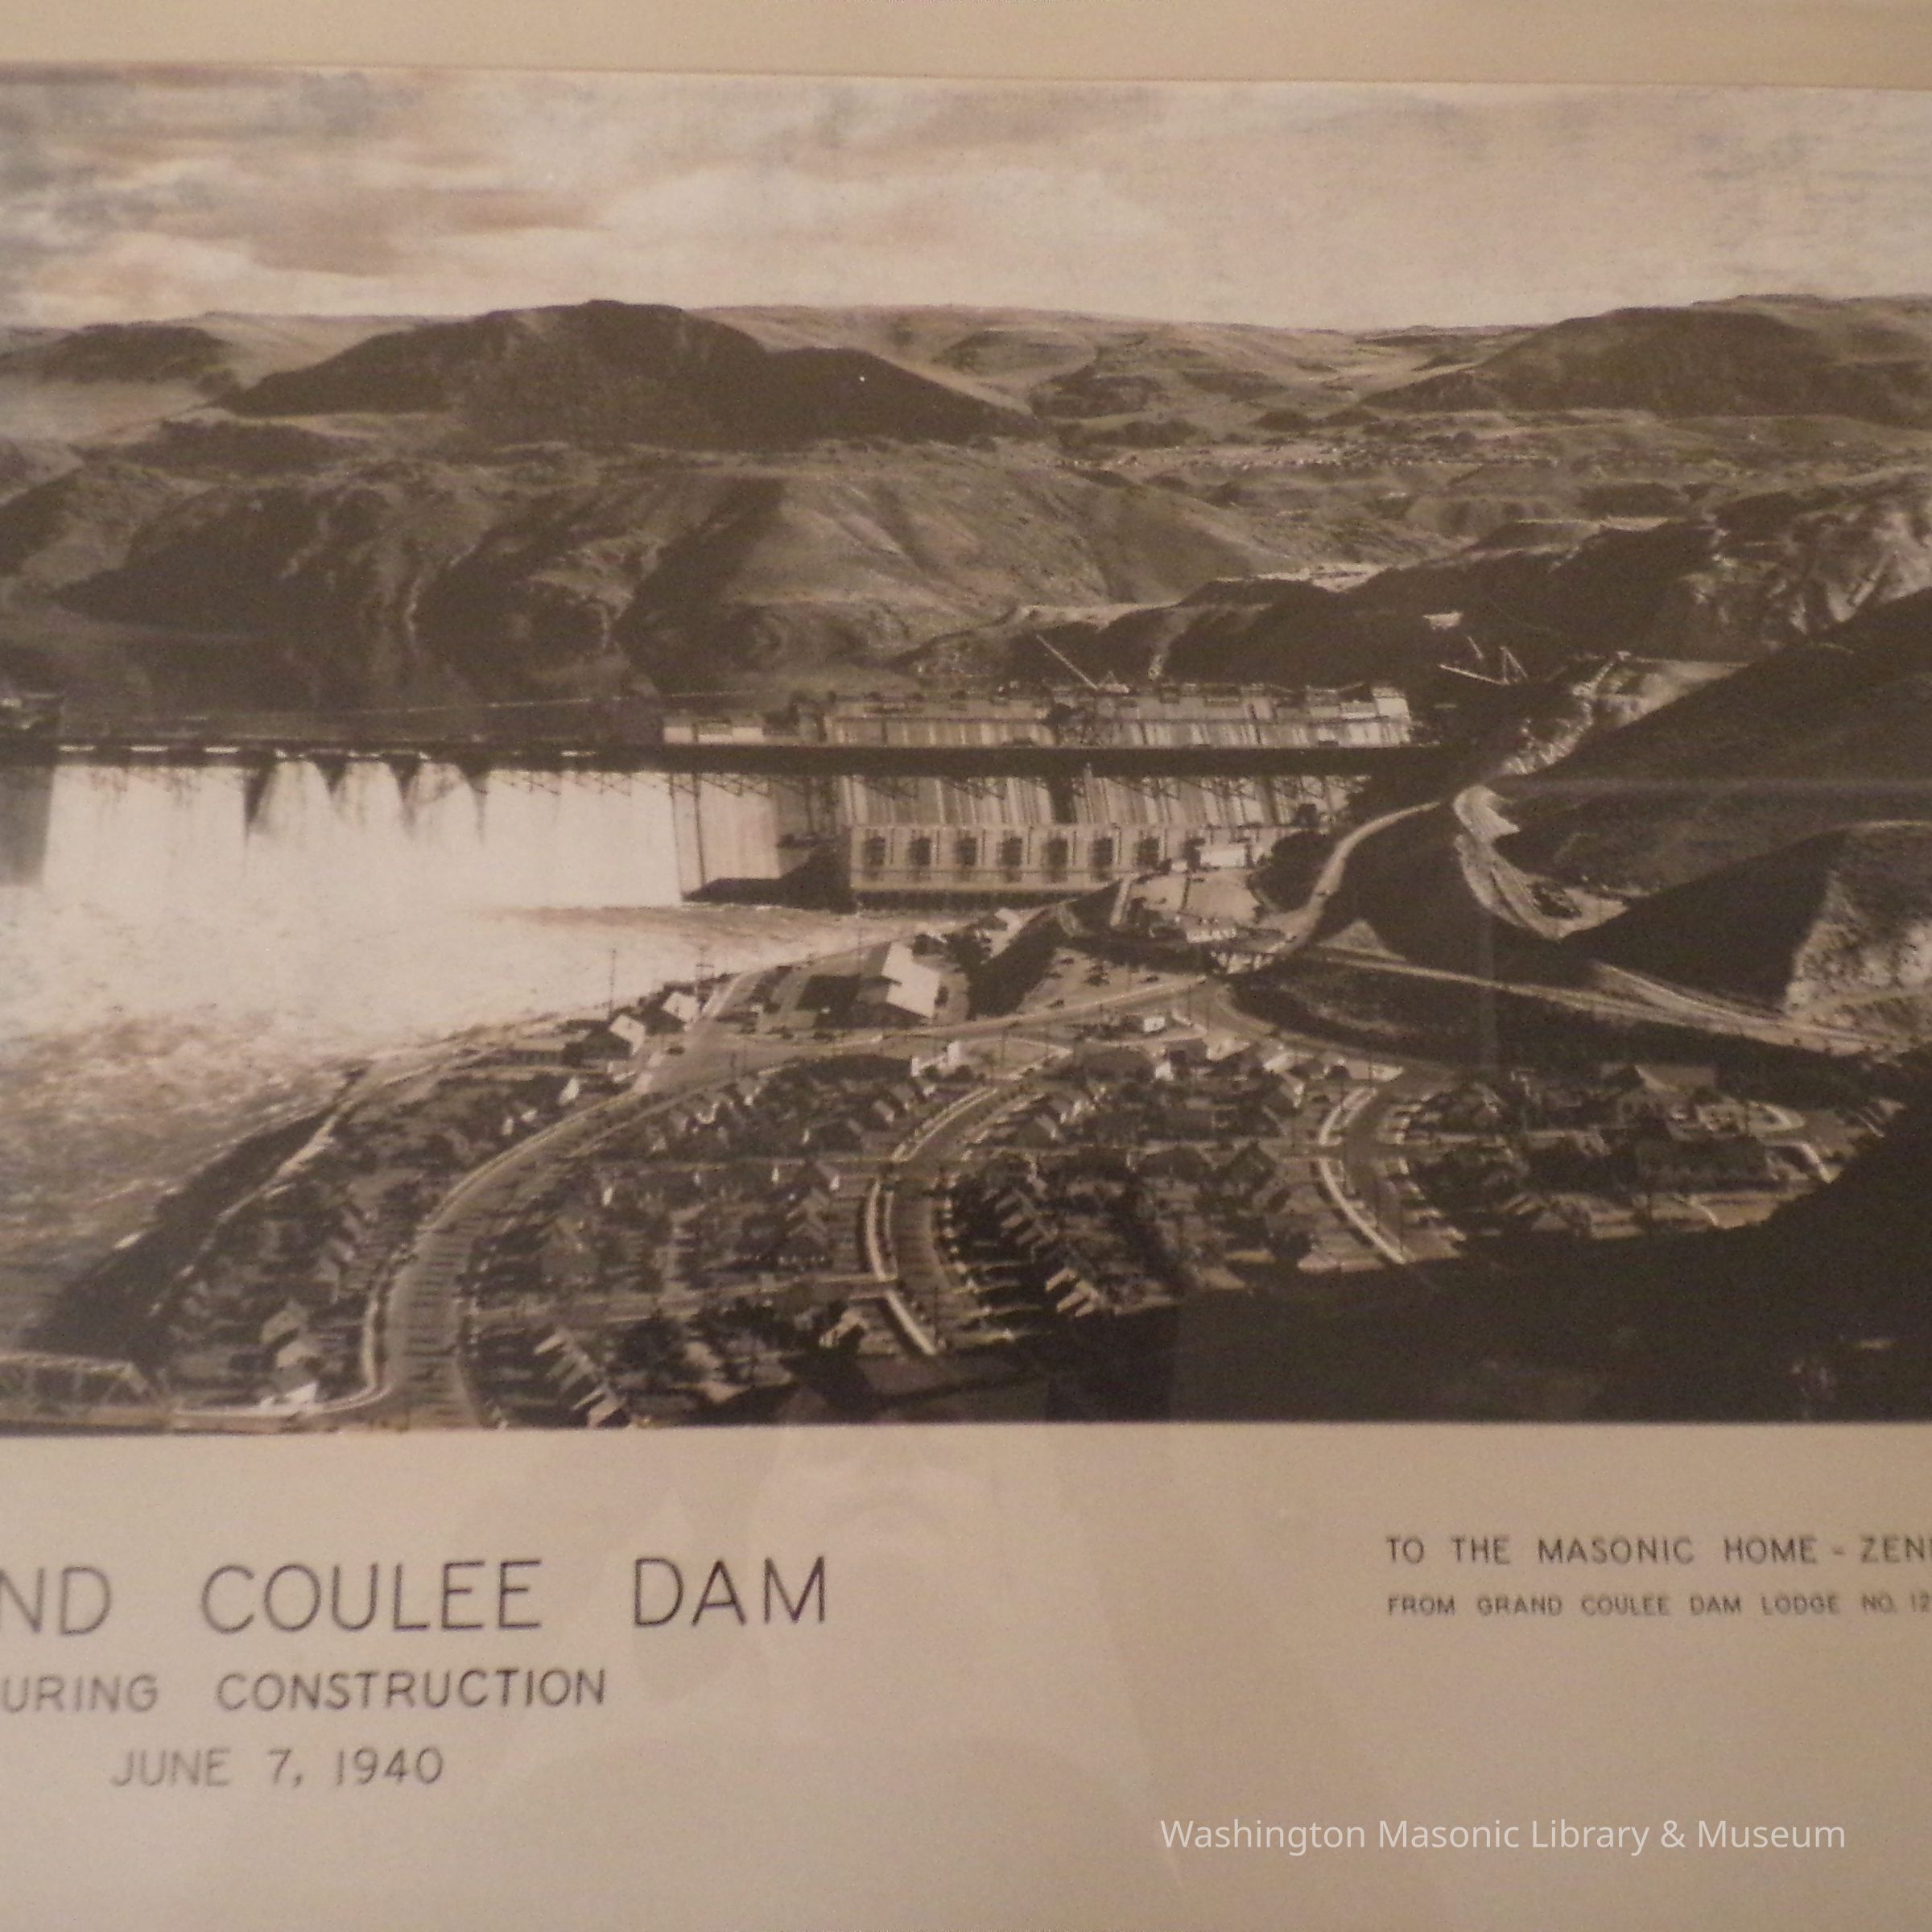 ND COULEE DAM
URING CONSTRUCTION
JUNE 7, 1940
TO THE MASONIC HOME - ZEN
FROM GRAND COULEE DAM LODGE NO. 12
Washington Masonic Library & Museum